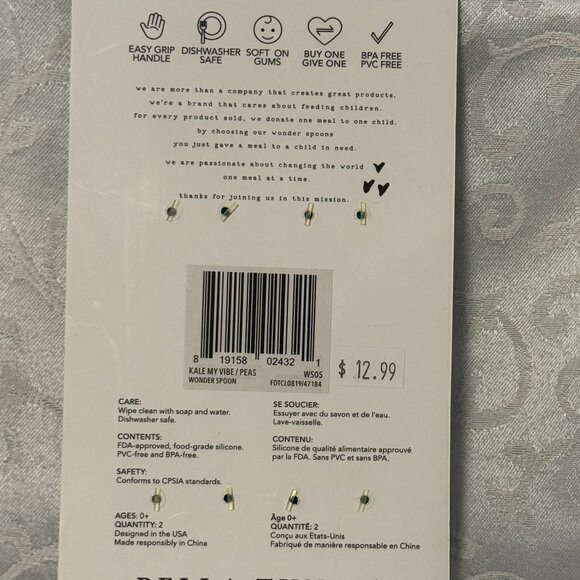 EASY GRIP HANDLE
DISHWASHER SAFE
SOFT ON GUMS
BUY ONE GIVE ONE
BPA FREE PVC FREE
we are more than a company that creates great products.
we're a brand that cares about feeding children.
for every product sold, we donate one meal to one child.
by choosing our wonder spoons
you just gave a meal to a child in need.
we are passionate about changing the world
one meal at a time.
thanks for joining us in this mission.
8 19158 02432 1
KALE MY VIBE / PEAS WS05
WONDER SPOON FDTCL0819/47184
$ 12.99
CARE:
Wipe clean with soap and water.
Dishwasher safe.
CONTENTS:
FDA-approved, food-grade silicone.
PVC-free and BPA-free.
SAFETY:
Conforms to CPSIA standards.
AGES: 0+
QUANTITY: 2
Designed in the USA
Made responsibly in China
SE SOUCIER:
Essuyer avec du savon et de l'eau.
Lave-vaisselle.
CONTENU:
Silicone de qualité alimentaire approuvé
par la FDA. Sans PVC et sans BPA.
Âge 0+
QUANTITÉ: 2
Conçu aux Etats-Unis
Fabriqué de manière responsable en Chine